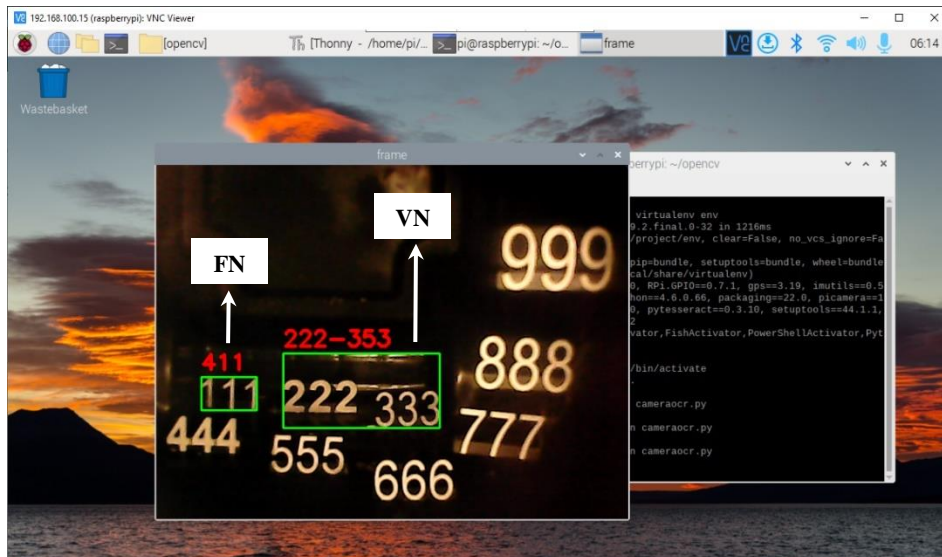 192.168.100.15 (raspberrypi): VNC Viewer
[opencv]
[Thonny - /home/pi/...
pi@raspberrypi: ~/o...
frame
06:14
Wastebasket
frame
berrypi: ~/opencv
virtualenv env
9.2.final.0-32 in 1216ms
/project/env, clear=False, no_vcs_ignore=Fa
pip=bundle, setuptools=bundle, wheel=bundle
cal/share/virtualenv)
0, RPi.GPIO==0.7.1, gps==3.19, imutils==0.5
hon==4.6.0.66, packaging==22.0, picamera==1
0, pytesseract==0.3.10, setuptools==44.1.1,
2
vator,FishActivator,PowerShellActivator,Pyt
/bin/activate
.
cameraocr.py
n cameraocr.py
n cameraocr.py
VN
FN
999
222-353
411
888
111
222
333
444
777
555
666